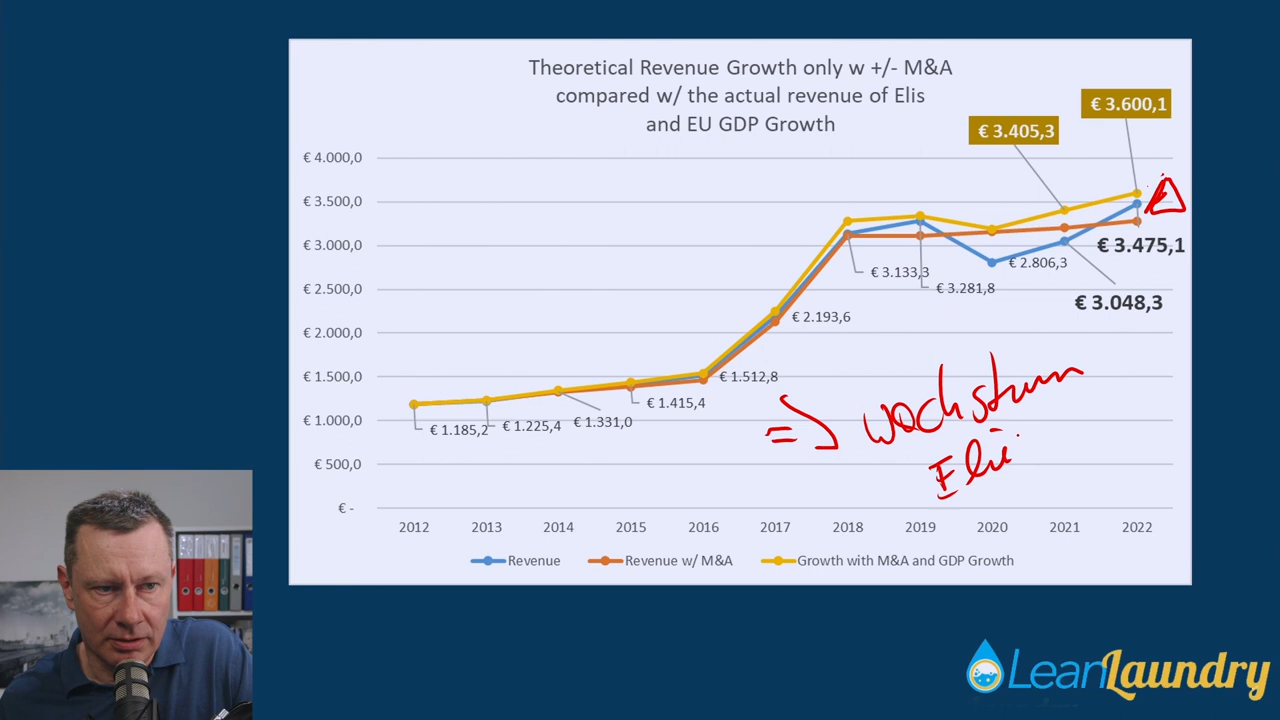 Theoretical Revenue Growth only w +/- M&A
compared w/ the actual revenue of Elis
and EU GDP Growth
€ 3.600,1
€ 3.405,3
€ 4.000,0
€ 3.500,0
€ 3.000,0
€ 2.500,0
€ 2.000,0
€ 1.500,0
€ 1.000,0
€ 500,0
€ -
€ 1.185,2
€ 1.225,4
€ 1.331,0
€ 1.415,4
€ 1.512,8
€ 2.193,6
€ 3.133,3
€ 3.281,8
€ 2.806,3
€ 3.048,3
€ 3.475,1
=> Wachstum
Elis
2012 2013 2014 2015 2016 2017 2018 2019 2020 2021 2022
Revenue Revenue w/ M&A Growth with M&A and GDP Growth
LeanLaundry